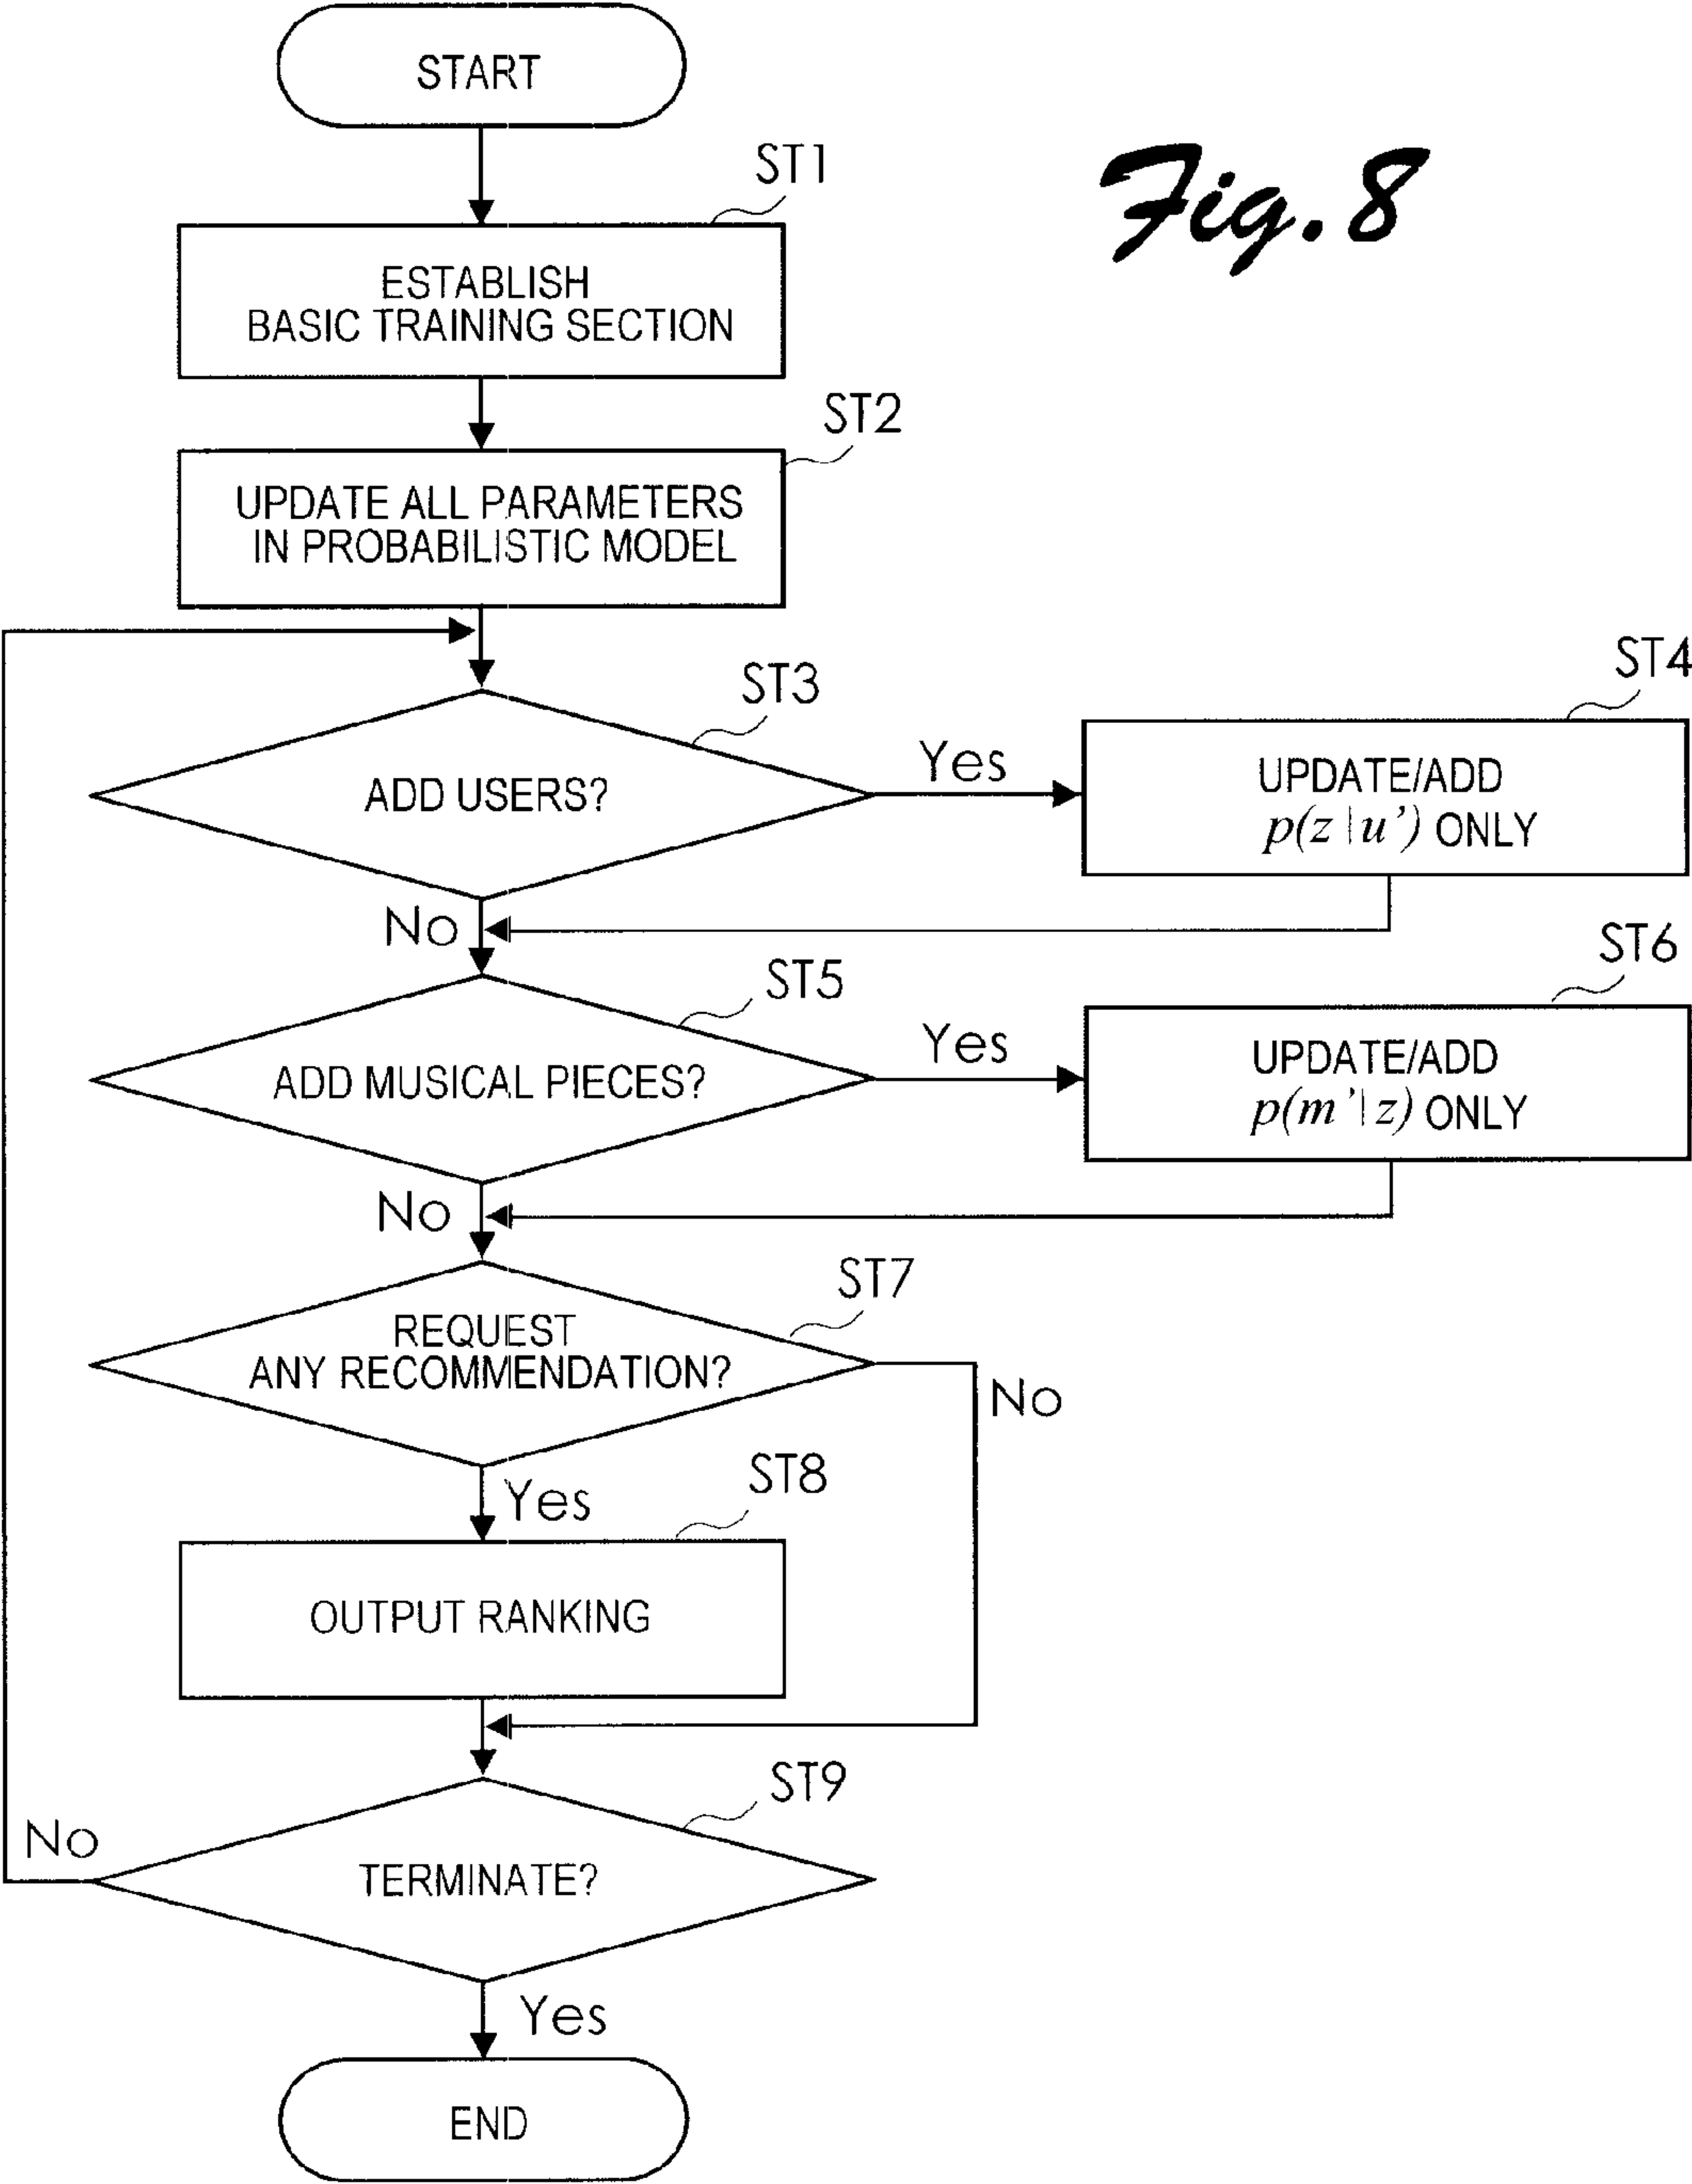 START
Fig. 8
ST1
ESTABLISH
BASIC TRAINING SECTION
ST2
UPDATE ALL PARAMETERS
IN PROBABILISTIC MODEL
ST3
ADD USERS?
Yes
ST4
UPDATE/ADD
p(z|u') ONLY
No
ST5
ADD MUSICAL PIECES?
Yes
ST6
UPDATE/ADD
p(m'|z) ONLY
No
ST7
REQUEST
ANY RECOMMENDATION?
No
Yes
ST8
OUTPUT RANKING
ST9
No
TERMINATE?
Yes
END